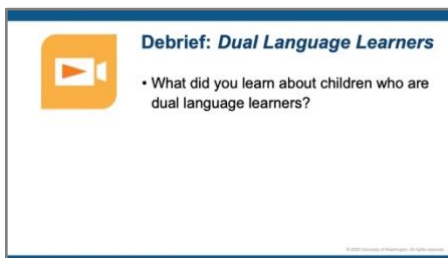 Debrief: Dual Language Learners
• What did you learn about children who are
dual language learners?